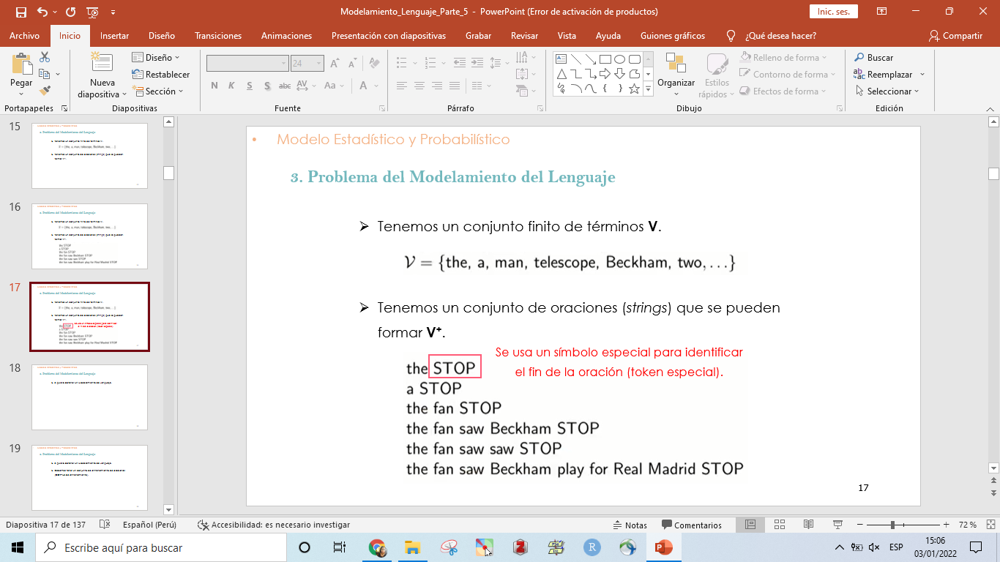 Modelamiento_Lenguaje_Parte_5 - PowerPoint (Error de activación de productos)
Inic. ses.
Archivo Inicio Insertar Diseño Transiciones Animaciones Presentación con diapositivas Grabar Revisar Vista Ayuda Guiones gráficos ¿Qué desea hacer? Compartir
Pegar
Portapapeles
Nueva
diapositiva
Diseño
Restablecer
Sección
Diapositivas
24
N K S S abc AV Aa A
Fuente
Párrafo
Organizar
Estilos
rápidos
Relleno de forma
Contorno de forma
Efectos de forma
Dibujo
Buscar
Reemplazar
Seleccionar
Edición
15
16
17
18
19
• Modelo Estadístico y Probabilístico
3. Problema del Modelamiento del Lenguaje
➢ Tenemos un conjunto finito de términos V.
𝒱 = {the, a, man, telescope, Beckham, two, . . .}
➢ Tenemos un conjunto de oraciones (strings) que se pueden
formar V⁺.
Se usa un símbolo especial para identificar
el fin de la oración (token especial).
the STOP
a STOP
the fan STOP
the fan saw Beckham STOP
the fan saw saw STOP
the fan saw Beckham play for Real Madrid STOP
17
Diapositiva 17 de 137 Español (Perú) Accesibilidad: es necesario investigar Notas Comentarios 72 %
Escribe aquí para buscar
ESP
15:06
03/01/2022